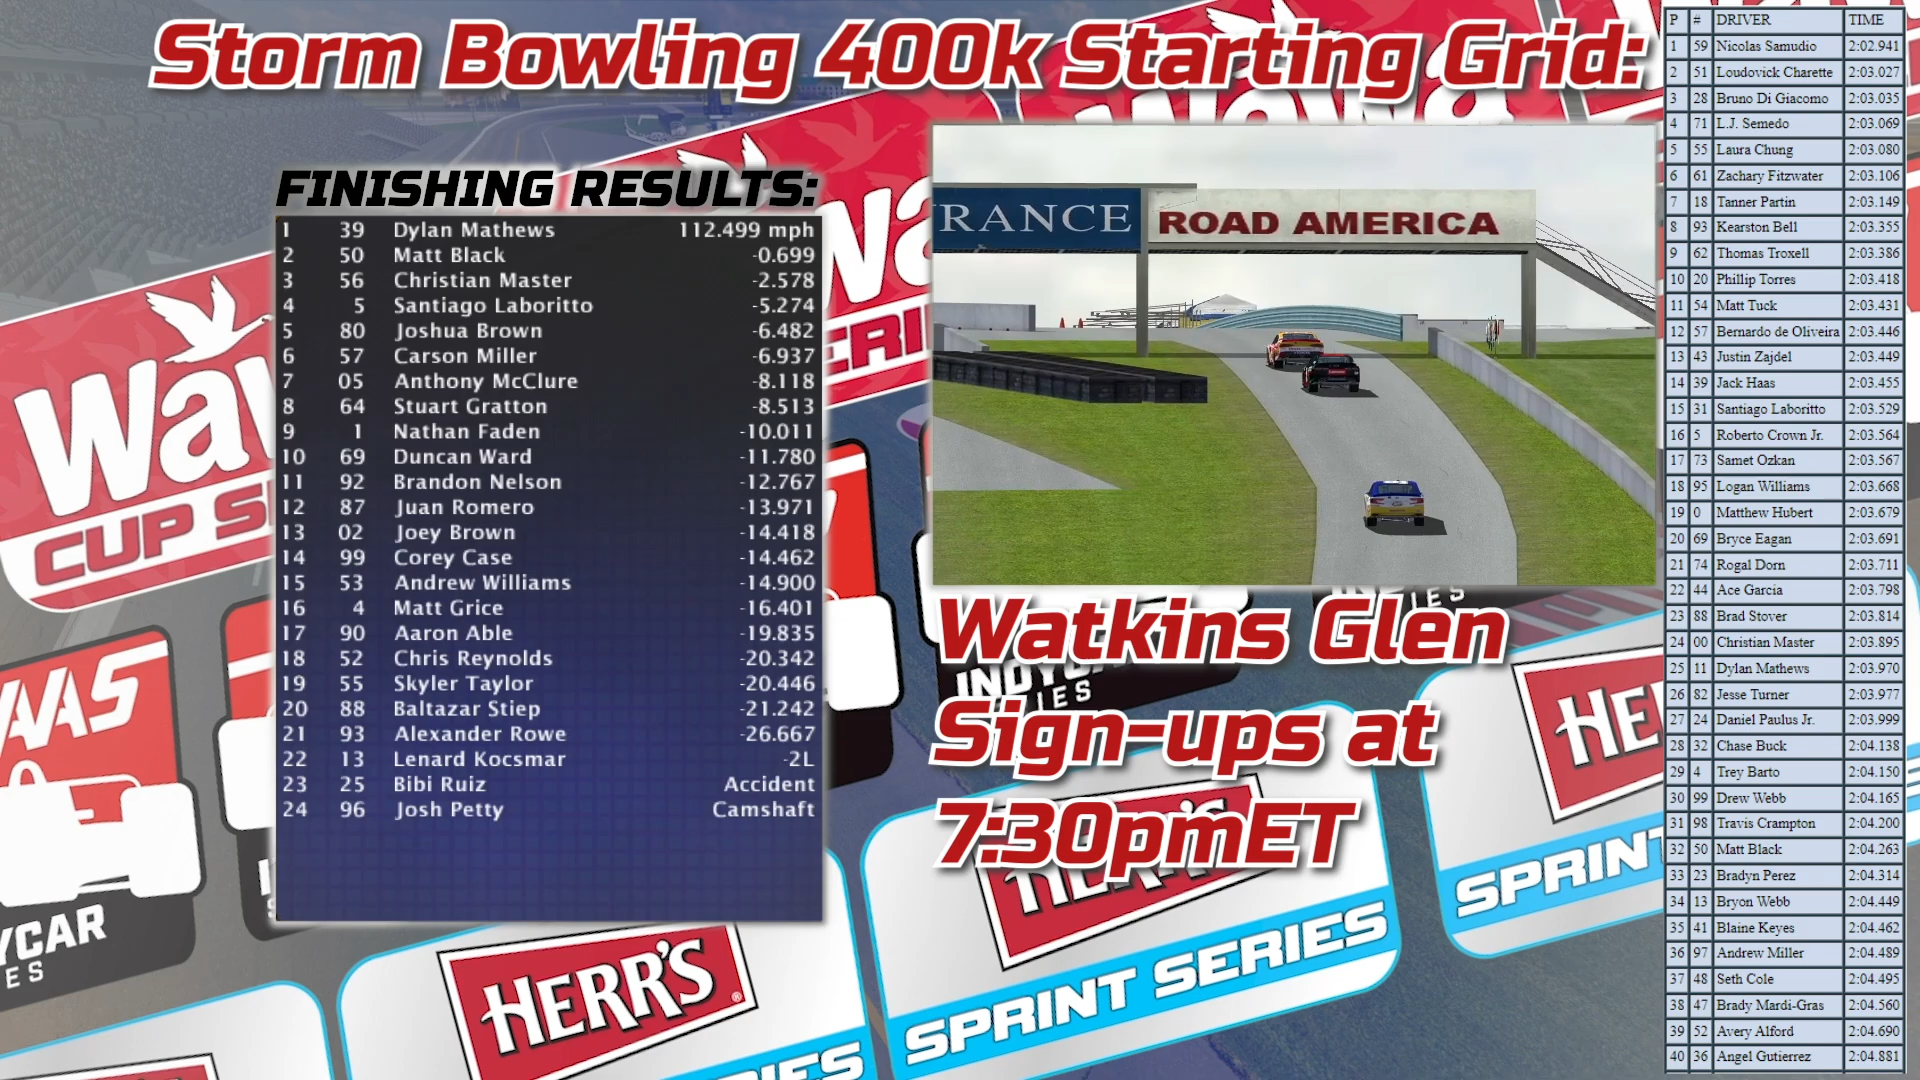 Storm Bowling 400k Starting Grid:
FINISHING RESULTS:
1 39 Dylan Mathews 112.499 mph
2 50 Matt Black -0.699
3 56 Christian Master -2.578
4 5 Santiago Laboritto -5.274
5 80 Joshua Brown -6.482
6 57 Carson Miller -6.937
7 05 Anthony McClure -8.118
8 64 Stuart Gratton -8.513
9 1 Nathan Faden -10.011
10 69 Duncan Ward -11.780
11 92 Brandon Nelson -12.767
12 87 Juan Romero -13.971
13 02 Joey Brown -14.418
14 99 Corey Case -14.462
15 53 Andrew Williams -14.900
16 4 Matt Grice -16.401
17 90 Aaron Able -19.835
18 52 Chris Reynolds -20.342
19 55 Skyler Taylor -20.446
20 88 Baltazar Stiep -21.242
21 93 Alexander Rowe -26.667
22 13 Lenard Kocsmar -2L
23 25 Bibi Ruiz Accident
24 96 Josh Petty Camshaft
RANCE ROAD AMERICA
Watkins Glen
Sign-ups at
7:30pmET
P # DRIVER TIME
1 59 Nicolas Samudio 2:02.941
2 51 Loudovick Charette 2:03.027
3 28 Bruno Di Giacomo 2:03.035
4 71 L.J. Semedo 2:03.069
5 55 Laura Chung 2:03.080
6 61 Zachary Fitzwater 2:03.106
7 18 Tanner Partin 2:03.149
8 93 Kearston Bell 2:03.355
9 62 Thomas Troxell 2:03.386
10 20 Phillip Torres 2:03.418
11 54 Matt Tuck 2:03.431
12 57 Bernardo de Oliveira 2:03.446
13 43 Justin Zajdel 2:03.449
14 39 Jack Haas 2:03.455
15 31 Santiago Laboritto 2:03.529
16 5 Roberto Crown Jr. 2:03.564
17 73 Samet Ozkan 2:03.567
18 95 Logan Williams 2:03.668
19 0 Matthew Hubert 2:03.679
20 69 Bryce Eagan 2:03.691
21 74 Rogal Dorn 2:03.711
22 44 Ace Garcia 2:03.798
23 88 Brad Stover 2:03.814
24 00 Christian Master 2:03.895
25 11 Dylan Mathews 2:03.970
26 82 Jesse Turner 2:03.977
27 24 Daniel Paulus Jr. 2:03.999
28 32 Chase Buck 2:04.138
29 4 Trey Barto 2:04.150
30 99 Drew Webb 2:04.165
31 98 Travis Crampton 2:04.200
32 50 Matt Black 2:04.263
33 23 Bradyn Perez 2:04.314
34 13 Bryon Webb 2:04.449
35 41 Blaine Keyes 2:04.462
36 97 Andrew Miller 2:04.489
37 48 Seth Cole 2:04.495
38 47 Brady Mardi-Gras 2:04.560
39 52 Avery Alford 2:04.690
40 36 Angel Gutierrez 2:04.881
HERR'S
SPRINT SERIES